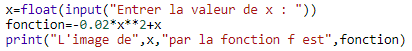 x=float(input("Entrer la valeur de x : "))
fonction=-0.02*x**2+x
print("L'image de",x,"par la fonction f est",fonction)